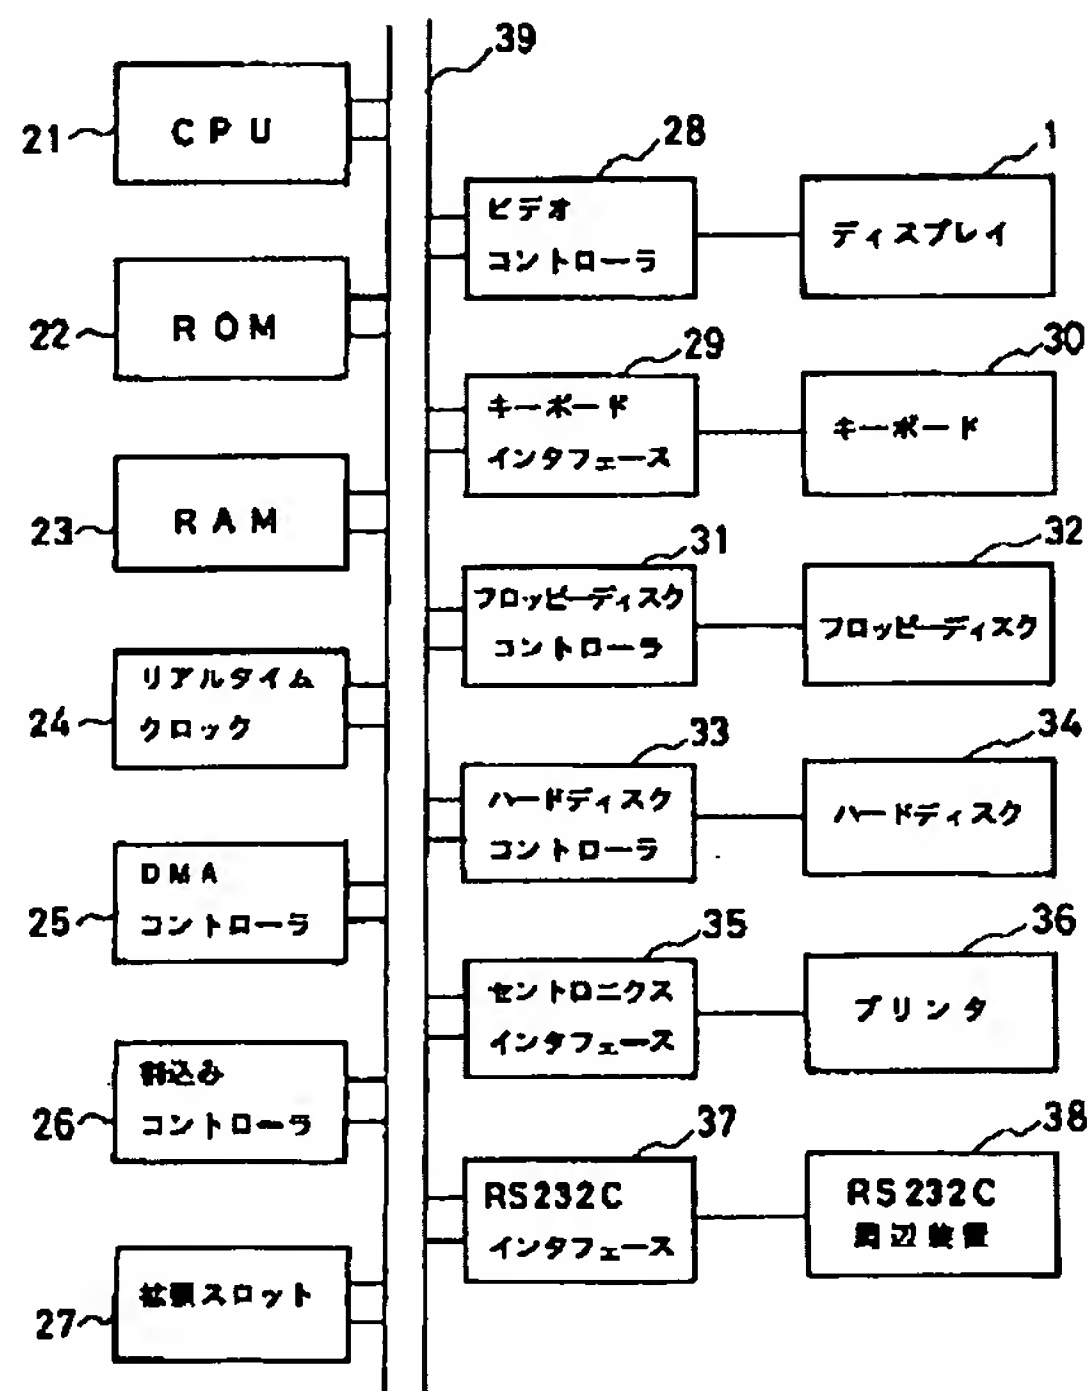 39
21
CPU
28
ビデオ
コントローラ
1
ディスプレイ
22
ROM
29
キーボード
インタフェース
30
キーボード
23
RAM
31
フロッピーディスク
コントローラ
32
フロッピーディスク
24
リアルタイム
クロック
33
ハードディスク
コントローラ
34
ハードディスク
25
DMA
コントローラ
35
セントロニクス
インタフェース
36
プリンタ
26
割込み
コントローラ
37
RS232C
インタフェース
38
RS232C
周辺装置
27
拡張スロット